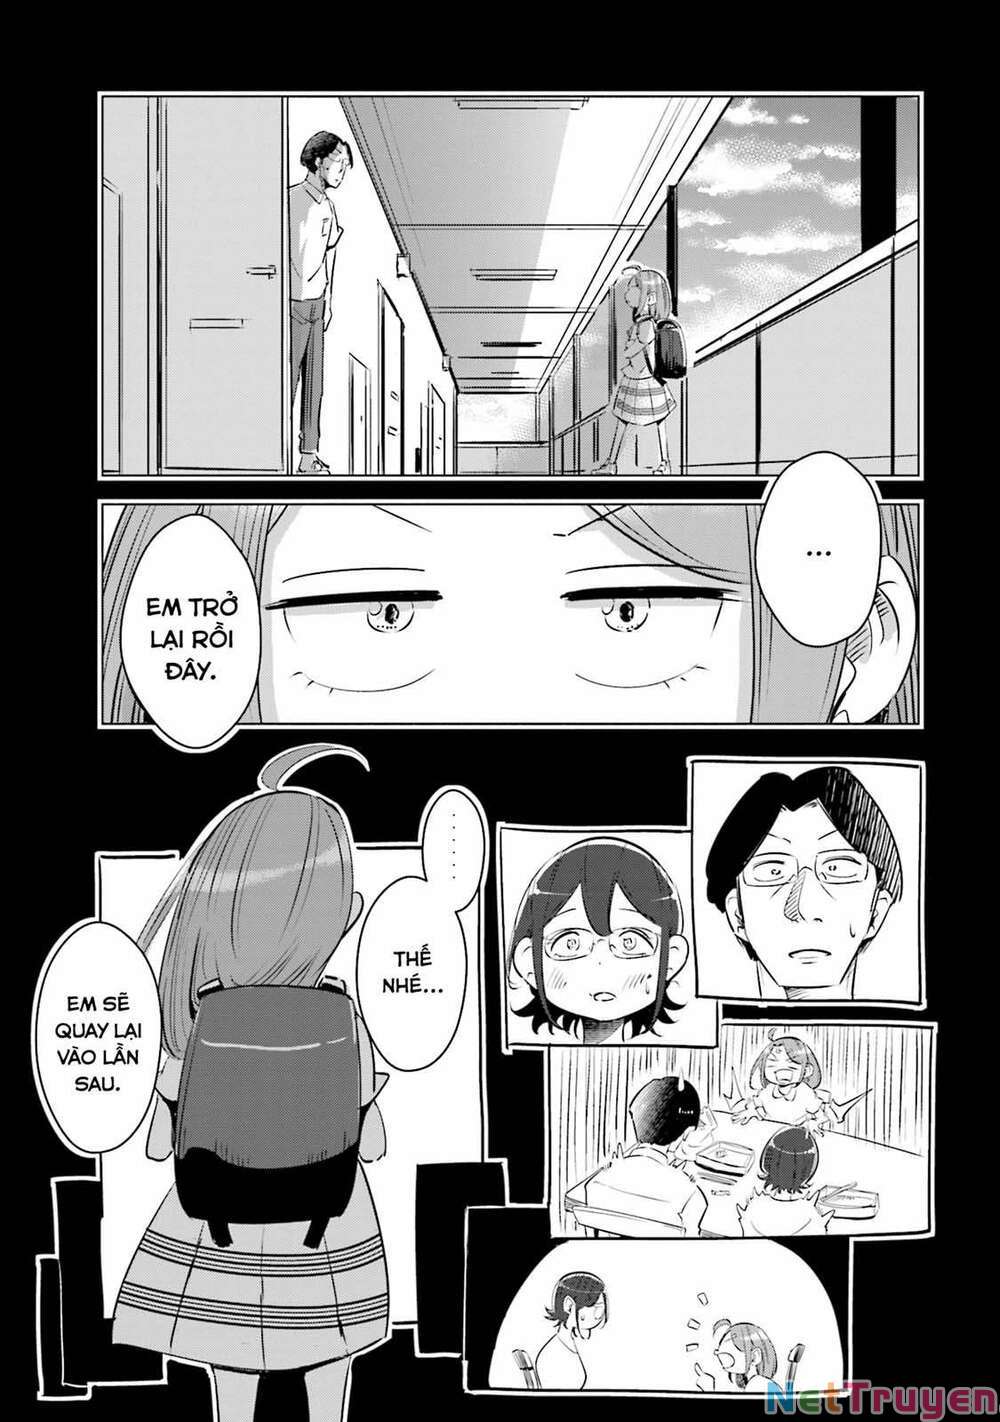 ...
EM TRỞ
LẠI RỒI
ĐÂY.
......
THẾ
NHÉ...
EM SẼ
QUAY LẠI
VÀO LẦN
SAU.
NetTruyen